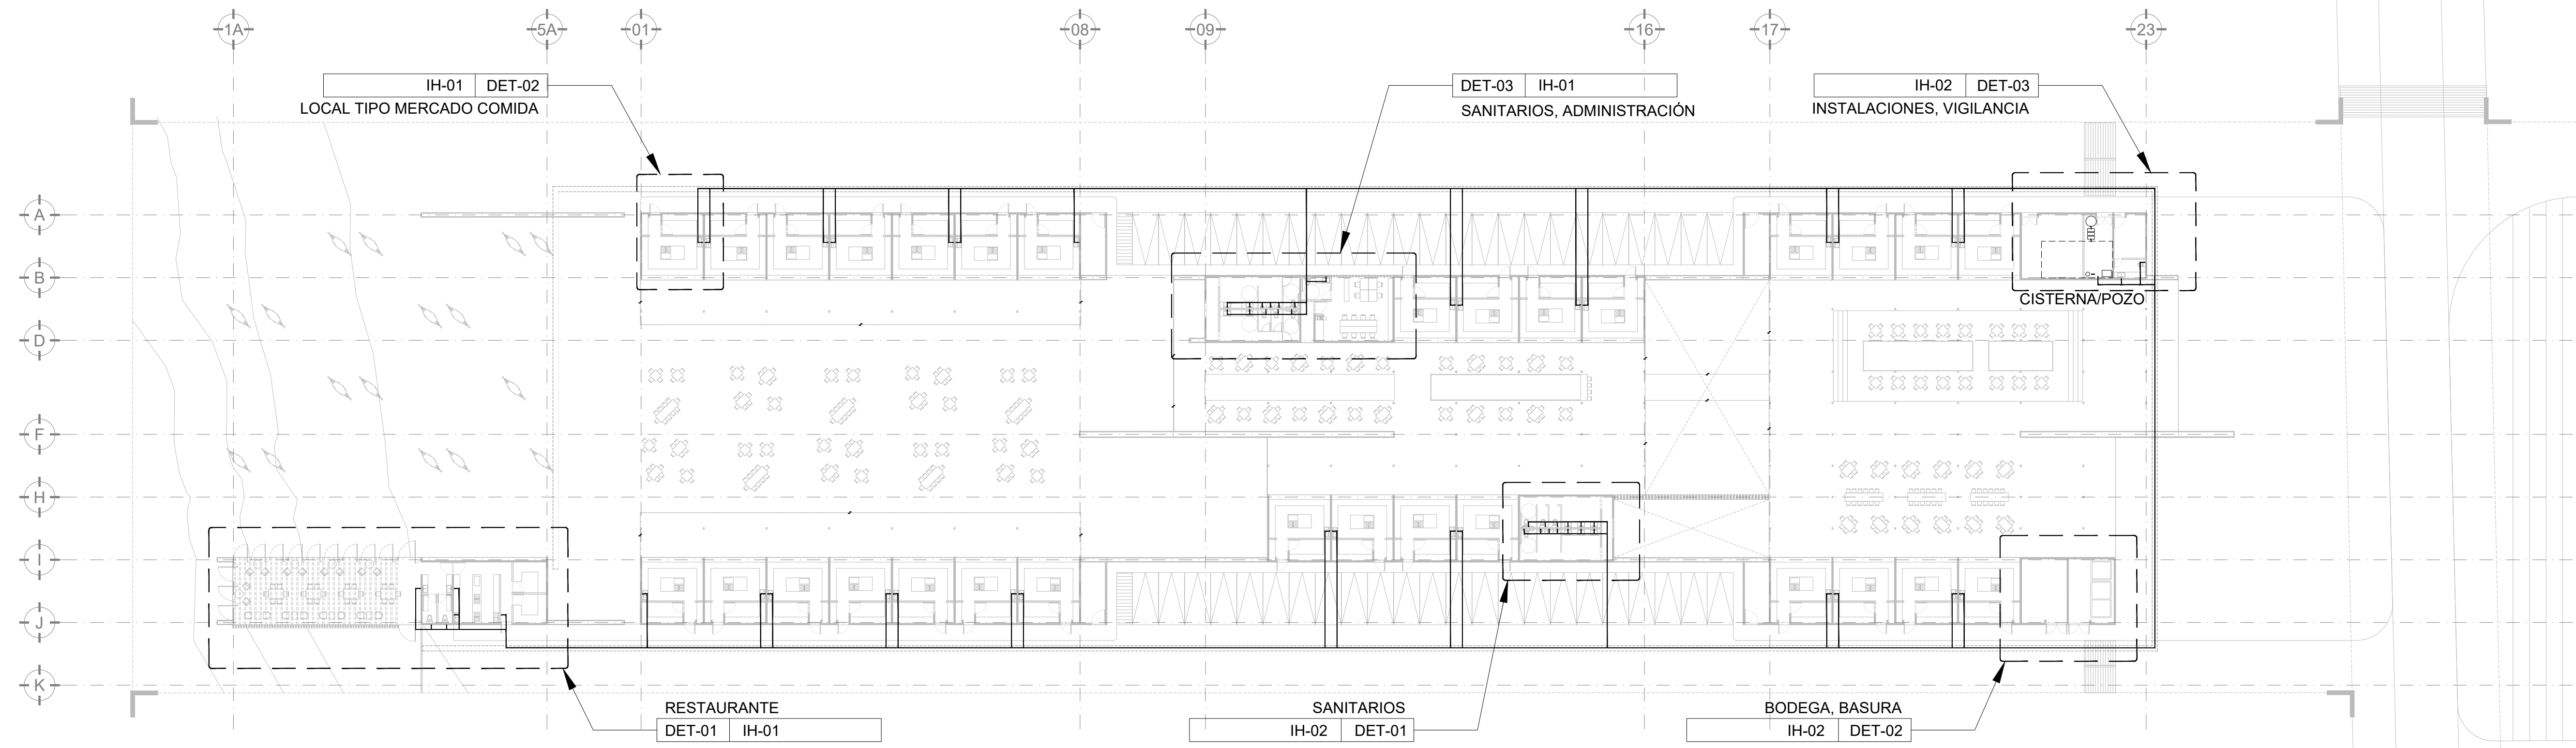 1A 5A 01 08 09 16 17 23
IH-01 DET-02
LOCAL TIPO MERCADO COMIDA
DET-03 IH-01
SANITARIOS, ADMINISTRACIÓN
IH-02 DET-03
INSTALACIONES, VIGILANCIA
A
B
CISTERNA/POZO
D
F
H
I
J
K
RESTAURANTE
DET-01 IH-01
SANITARIOS
IH-02 DET-01
BODEGA, BASURA
IH-02 DET-02